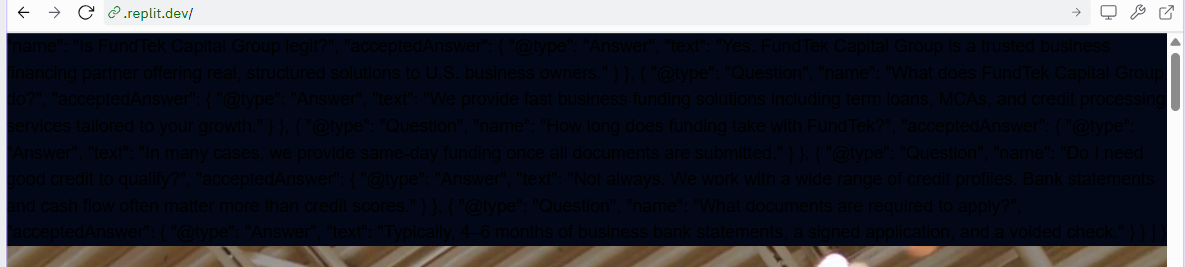 .replit.dev/
"name": "Is FundTek Capital Group legit?", "acceptedAnswer": { "@type": "Answer", "text": "Yes. FundTek Capital Group is a trusted business
financing partner offering real, structured solutions to U.S. business owners." } }, { "@type": "Question", "name": "What does FundTek Capital Group
do?", "acceptedAnswer": { "@type": "Answer", "text": "We provide fast business funding solutions including term loans, MCAs, and credit processing
services tailored to your growth." } }, { "@type": "Question", "name": "How long does funding take with FundTek?", "acceptedAnswer": { "@type":
"Answer", "text": "In many cases, we provide same-day funding once all documents are submitted." } }, { "@type": "Question", "name": "Do I need
good credit to qualify?", "acceptedAnswer": { "@type": "Answer", "text": "Not always. We work with a wide range of credit profiles. Bank statements
and cash flow often matter more than credit scores." } }, { "@type": "Question", "name": "What documents are required to apply?",
"acceptedAnswer": { "@type": "Answer", "text": "Typically, 4–6 months of business bank statements, a signed application, and a voided check." } } ] }